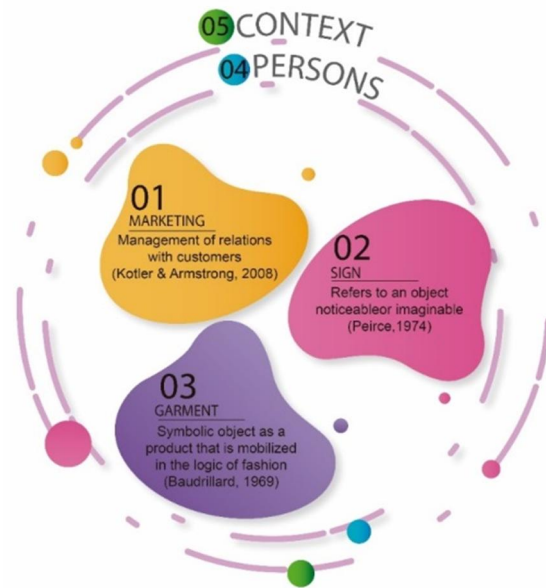 05 CONTEXT
04 PERSONS
01
MARKETING
Management of relations
with customers
(Kotler & Armstrong, 2008)
02
SIGN
Refers to an object
noticeableor imaginable
(Peirce,1974)
03
GARMENT
Symbolic object as a
product that is mobilized
in the logic of fashion
(Baudrillard, 1969)